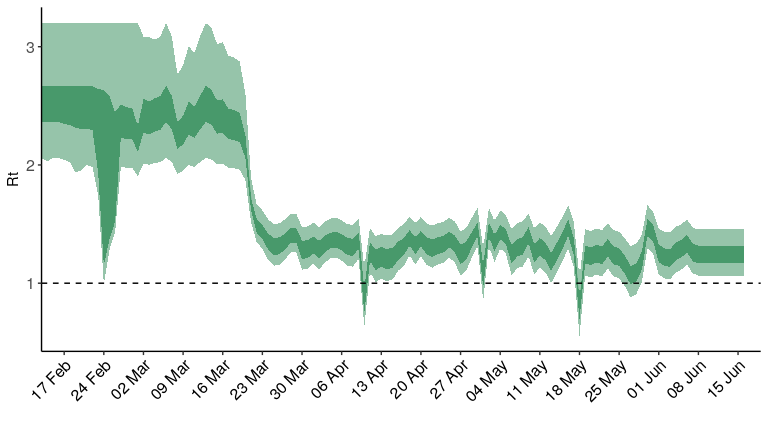 Rt
3
2
1
17 Feb
24 Feb
02 Mar
09 Mar
16 Mar
23 Mar
30 Mar
06 Apr
13 Apr
20 Apr
27 Apr
04 May
11 May
18 May
25 May
01 Jun
08 Jun
15 Jun